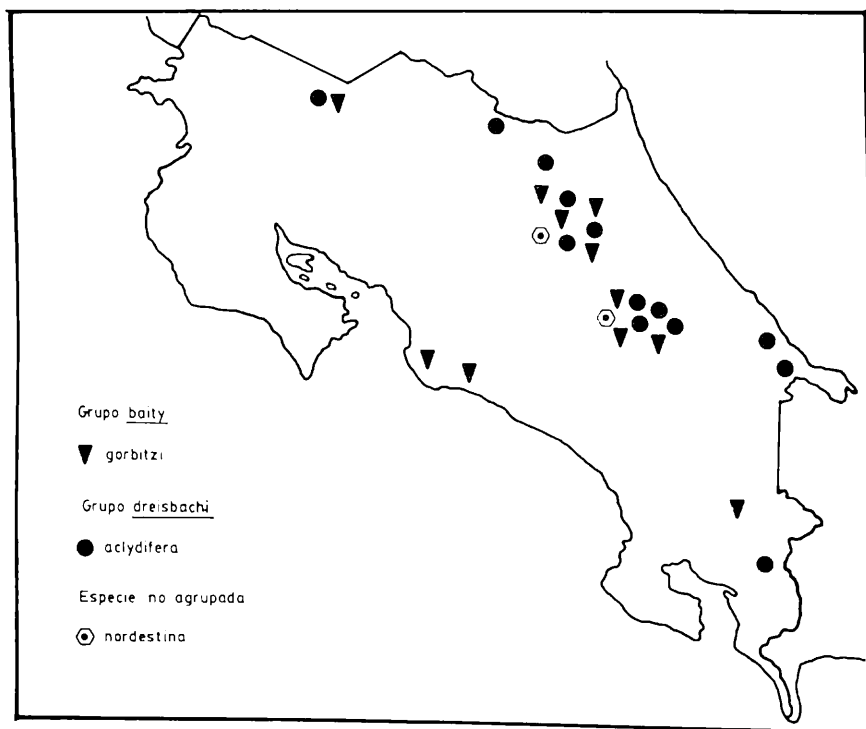 Grupo baity
gorbitzi
Grupo dreisbachi
aclydifera
Especie no agrupada
nordestina